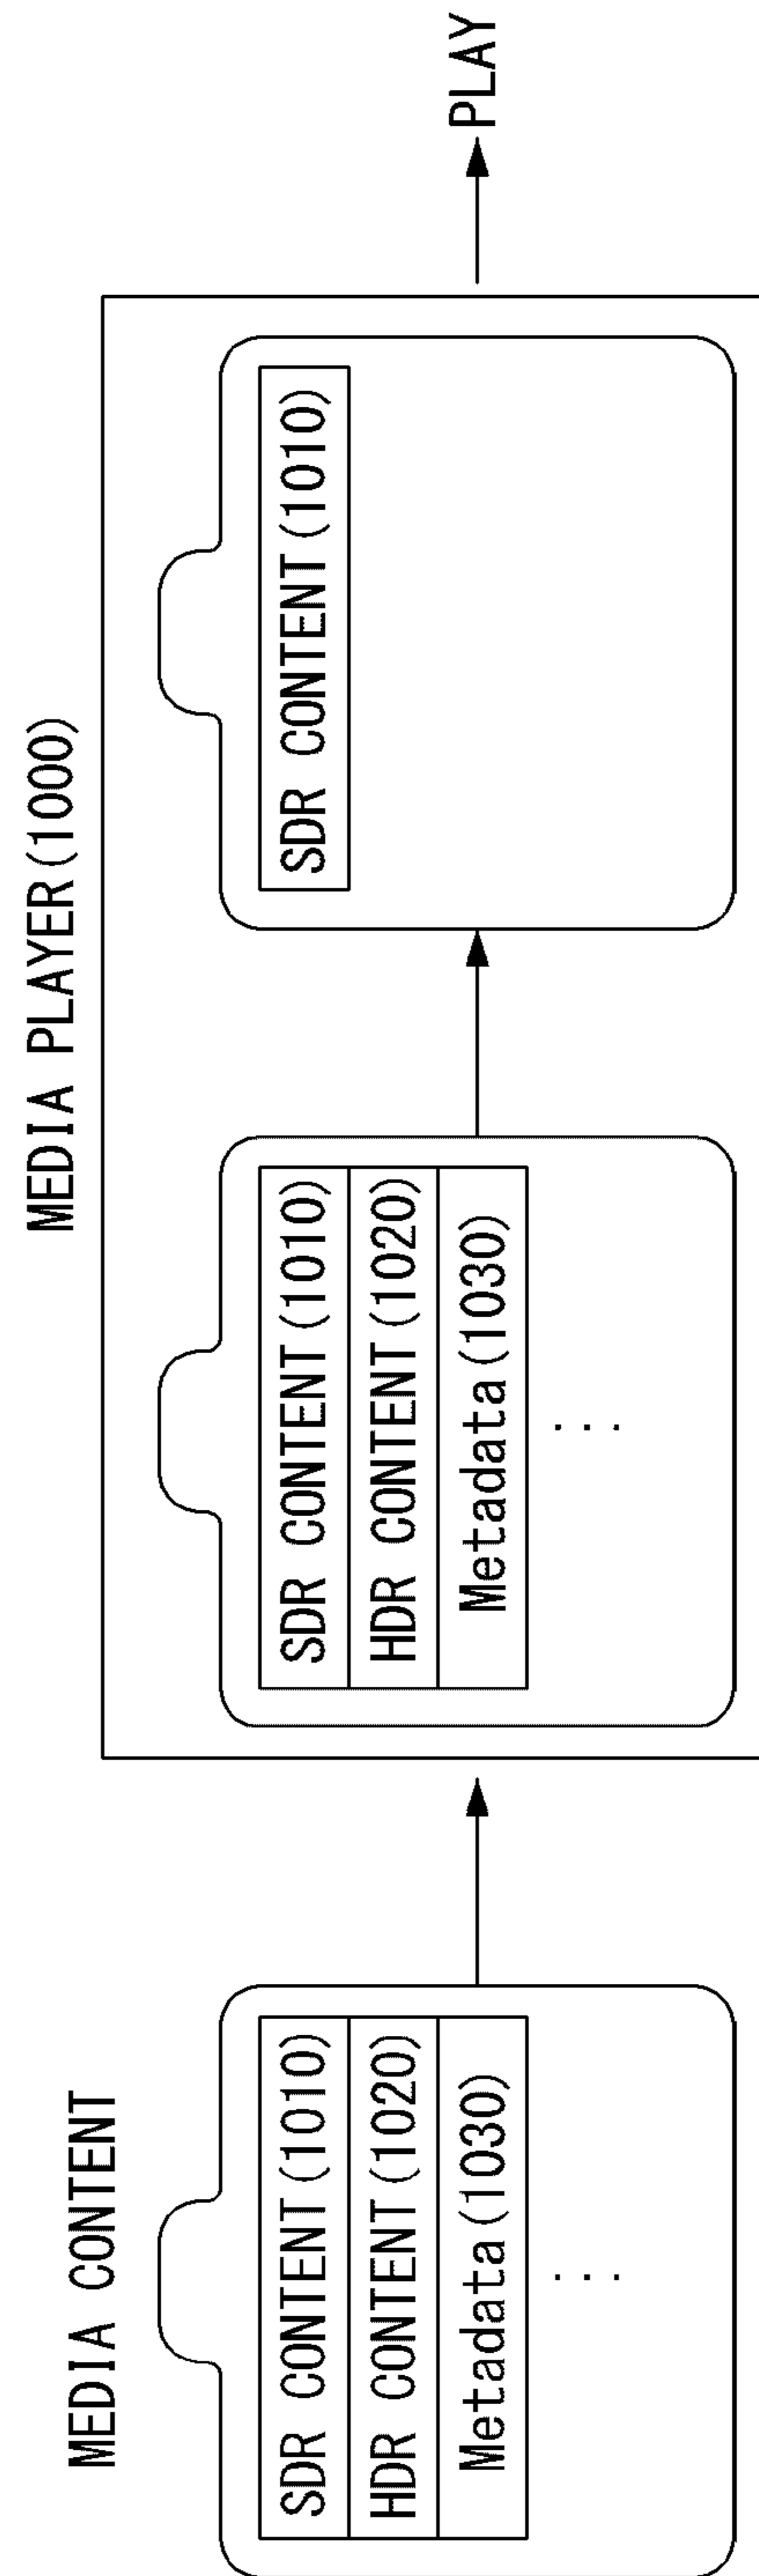 MEDIA CONTENT
SDR CONTENT(1010)
HDR CONTENT(1020)
Metadata(1030)
...
MEDIA PLAYER(1000)
SDR CONTENT(1010)
HDR CONTENT(1020)
Metadata(1030)
...
SDR CONTENT(1010)
PLAY